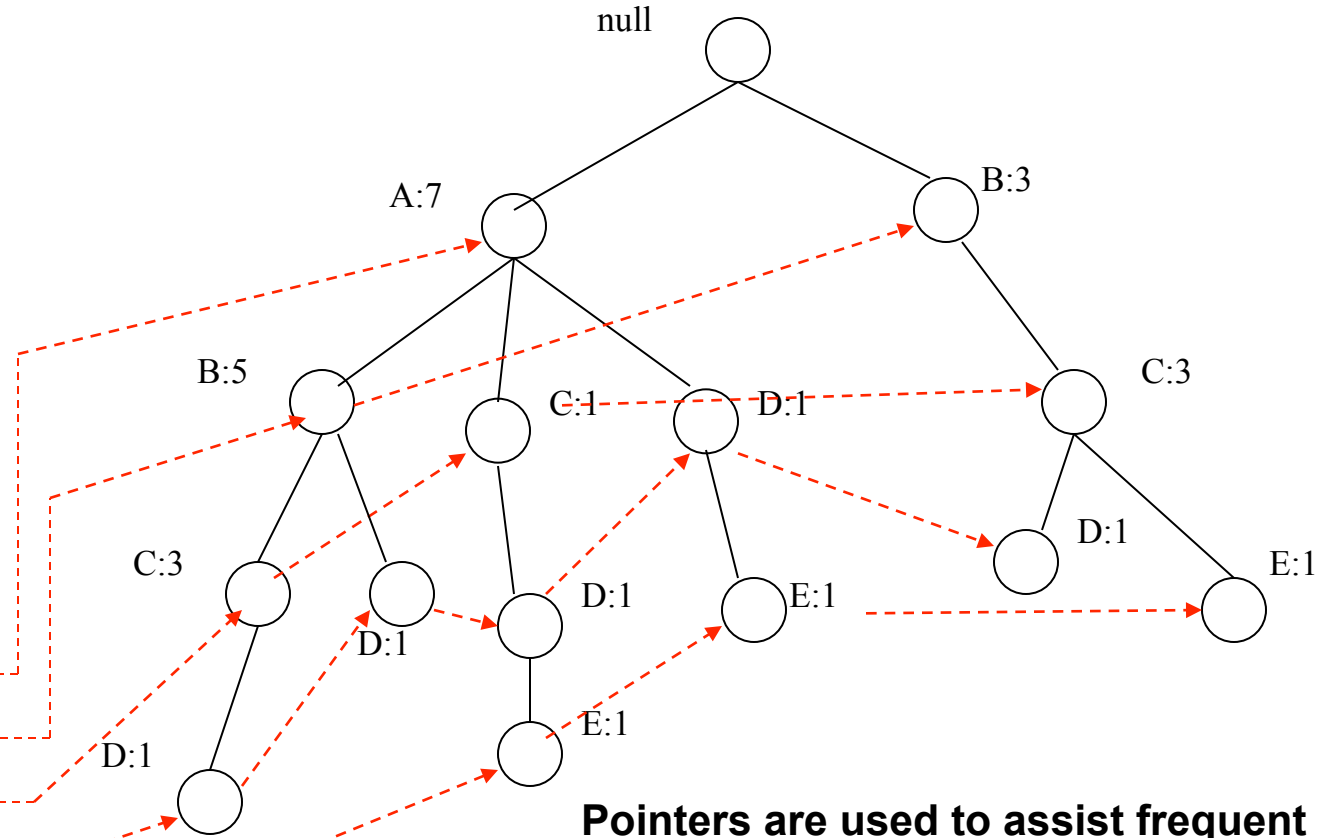 null
A:7
B:3
B:5
C:1
D:1
C:3
C:3
D:1
D:1
E:1
D:1
E:1
D:1
E:1
Pointers are used to assist frequent